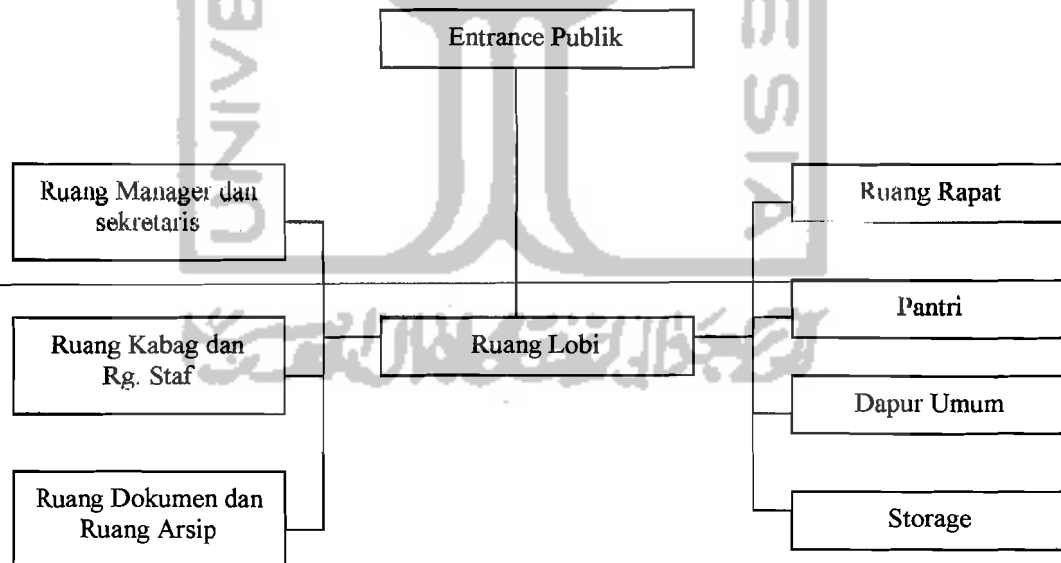 Entrance Publik
Ruang Manager dan
sekretaris
Ruang Kabag dan
Rg. Staf
Ruang Dokumen dan
Ruang Arsip
Ruang Lobi
Ruang Rapat
Pantri
Dapur Umum
Storage